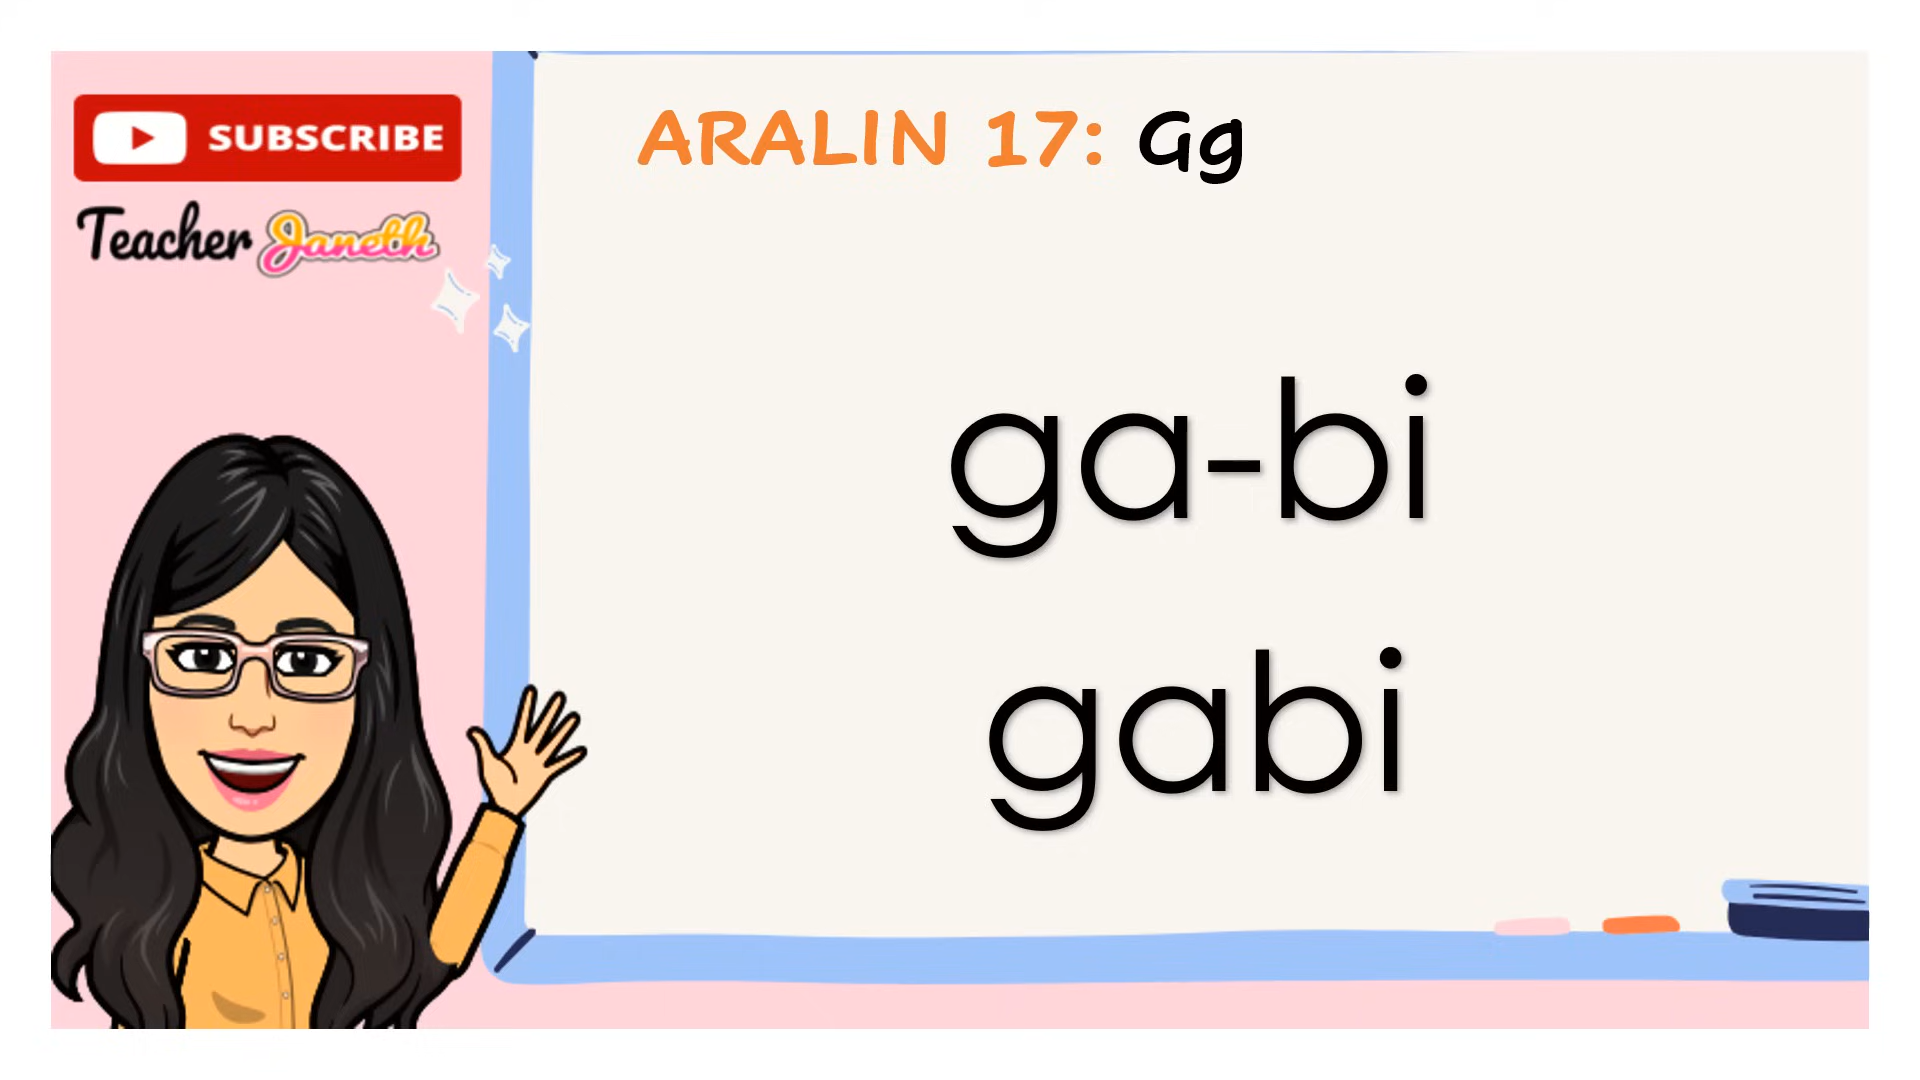 SUBSCRIBE
Teacher Janeth
ARALIN 17: Gg
ga-bi
gabi